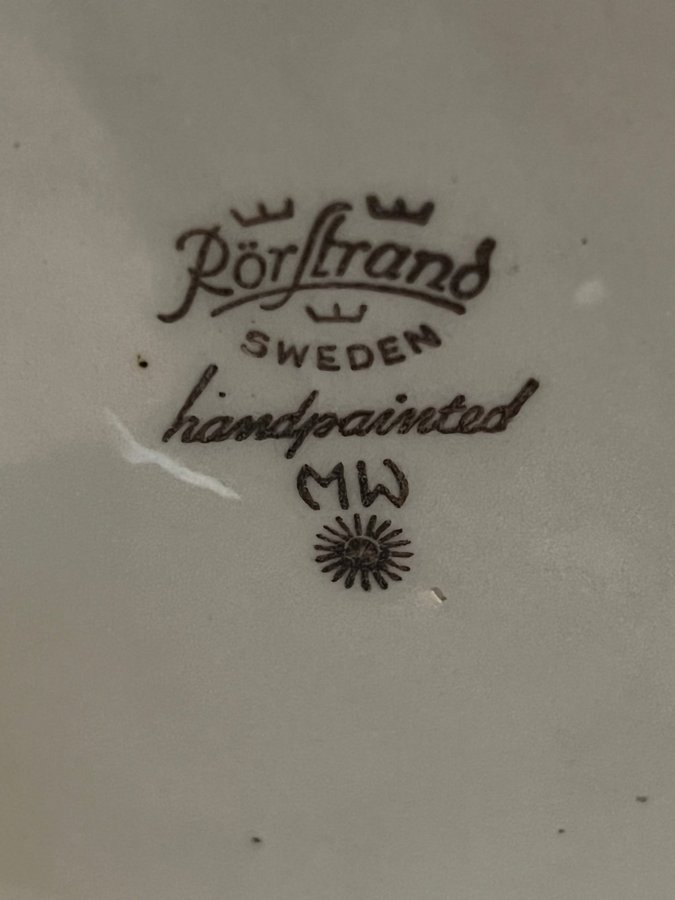 Rörstrand
SWEDEN
handpainted
MW